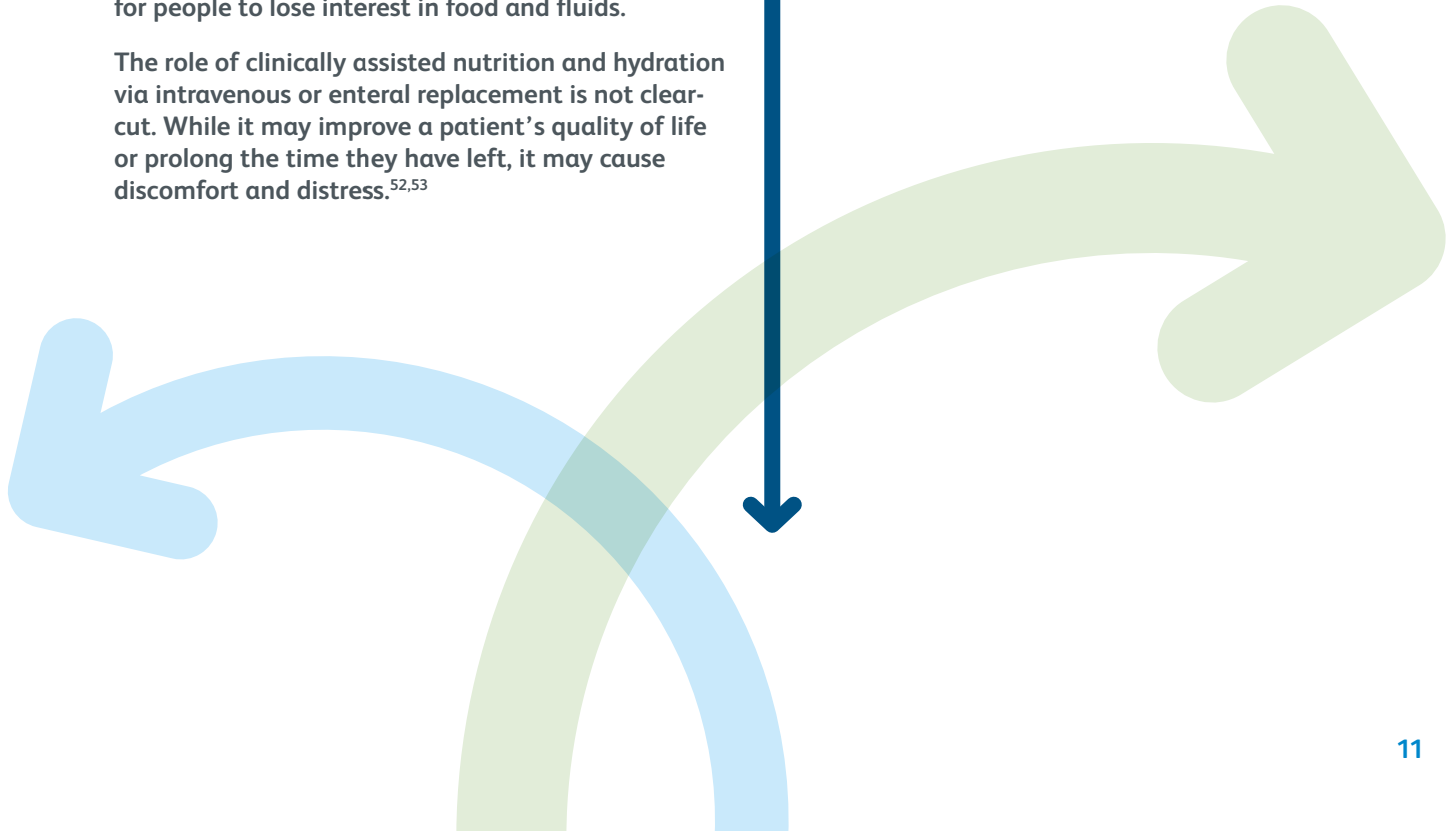 for people to lose interest in food and fluids.
The role of clinically assisted nutrition and hydration
via intravenous or enteral replacement is not clear-
cut. While it may improve a patient’s quality of life
or prolong the time they have left, it may cause
discomfort and distress.52,53
11